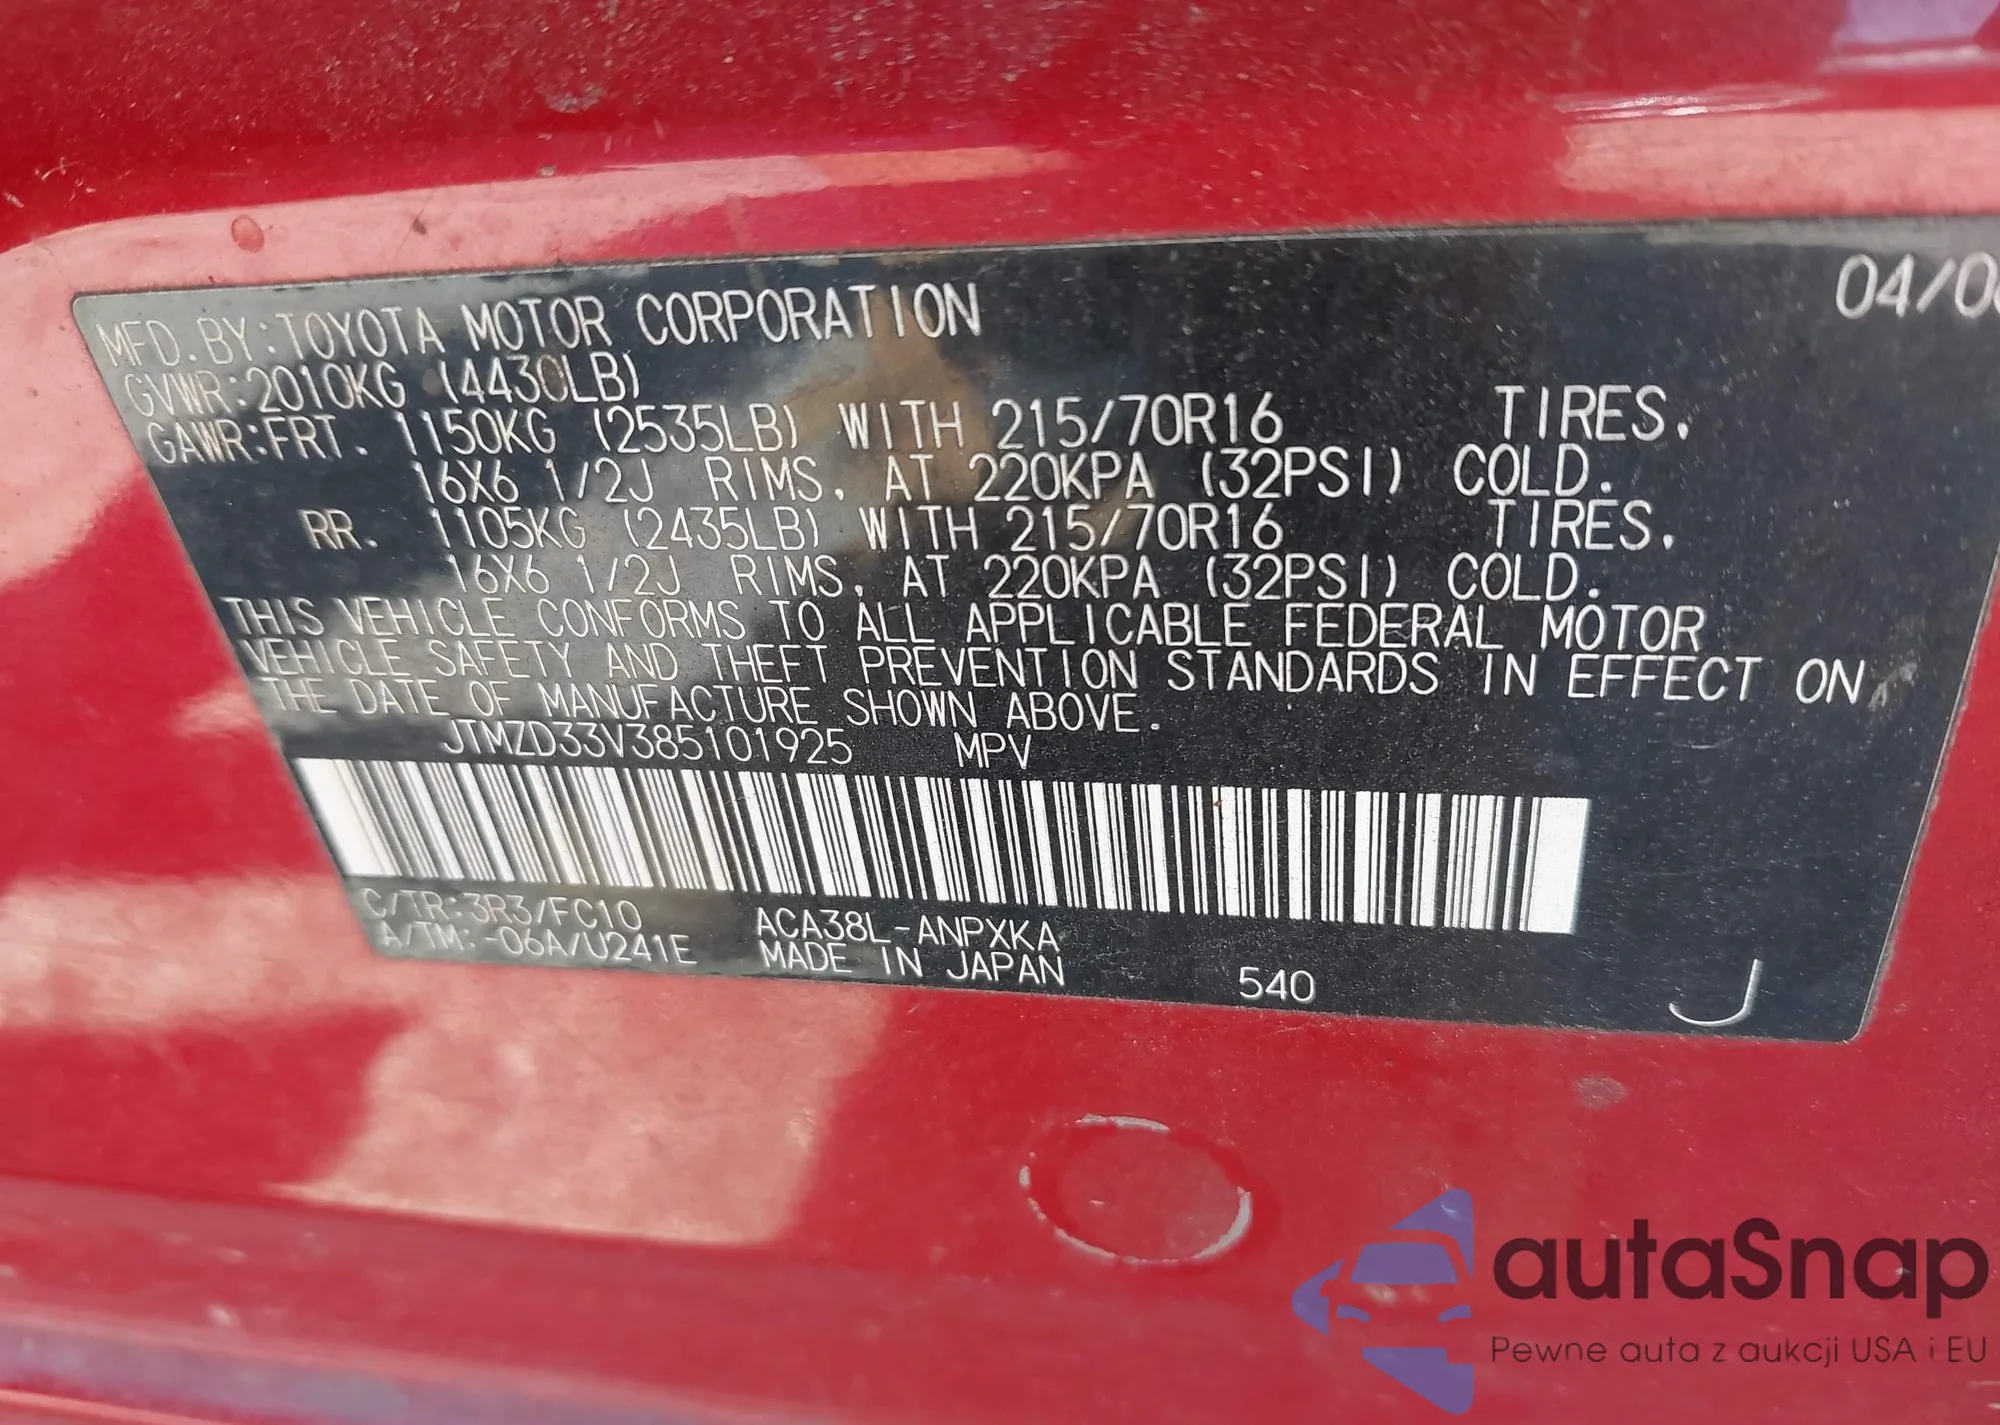 04/0
MFD. BY:TOYOTA MOTOR CORPORATION
GVWR:2010KG (4430LB)
GAWR:FRT. 1150KG (2535LB) WITH 215/70R16 TIRES.
16X6 1/2J RIMS, AT 220KPA (32PSI) COLD.
RR. 1105KG (2435LB) WITH 215/70R16 TIRES.
16X6 1/2J RIMS, AT 220KPA (32PSI) COLD.
THIS VEHICLE CONFORMS TO ALL APPLICABLE FEDERAL MOTOR
VEHICLE SAFETY AND THEFT PREVENTION STANDARDS IN EFFECT ON
THE DATE OF MANUFACTURE SHOWN ABOVE.
JTMZD33V385101925 MPV
C/TR:3R3/FC10 ACA38L-ANPXKA
A/TM:-06A/U241E MADE IN JAPAN 540 J
autaSnap
Pewne auta z aukcji USA i EU